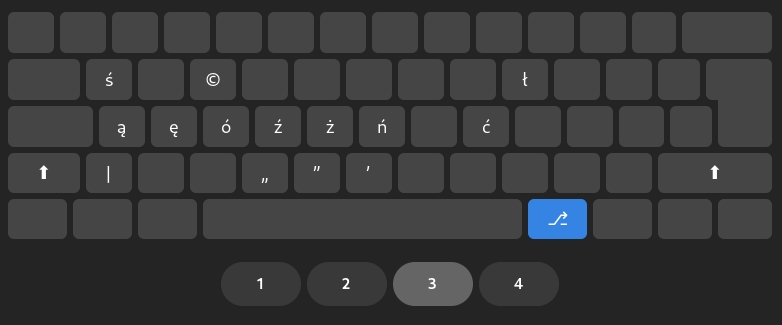 ś © ł
ą ę ó ź ż ń ć
⬆ | „ ” ’ ⬆
⎇
1 2 3 4